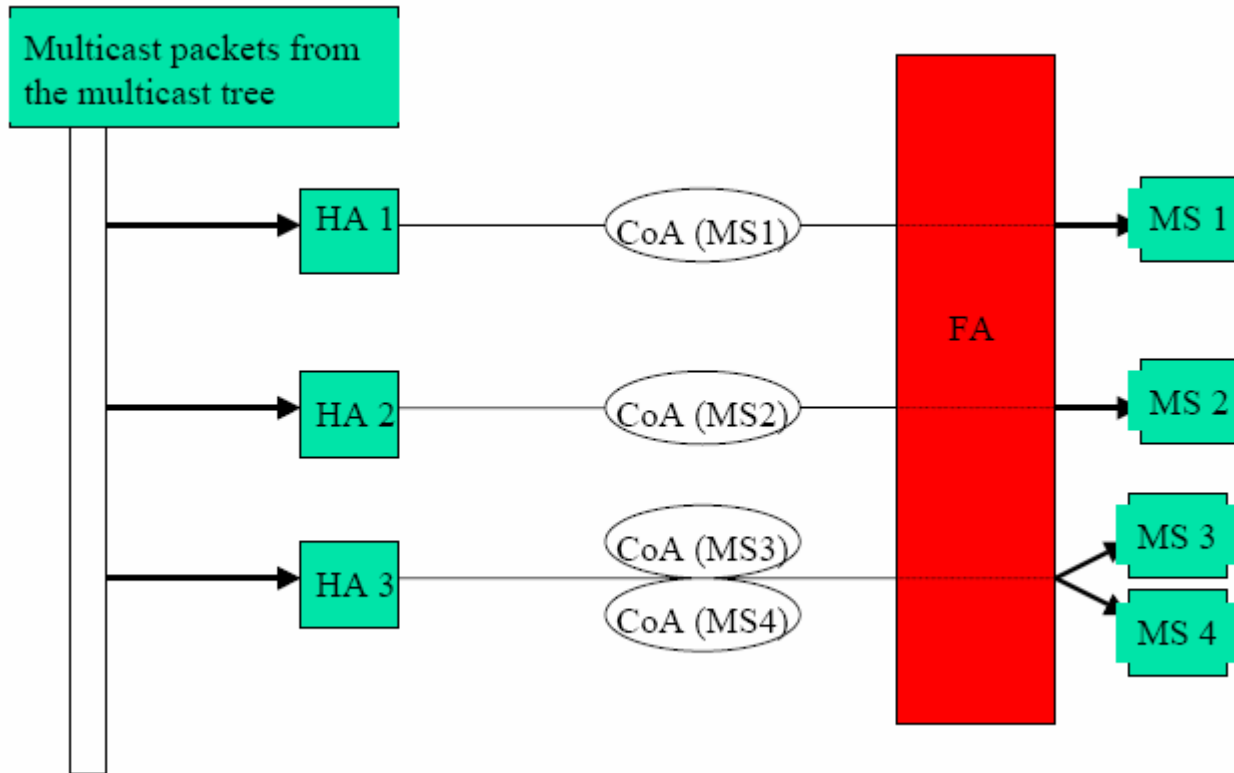 Multicast packets from
the multicast tree
HA 1
CoA (MS1)
MS 1
FA
HA 2
CoA (MS2)
MS 2
HA 3
CoA (MS3)
CoA (MS4)
MS 3
MS 4